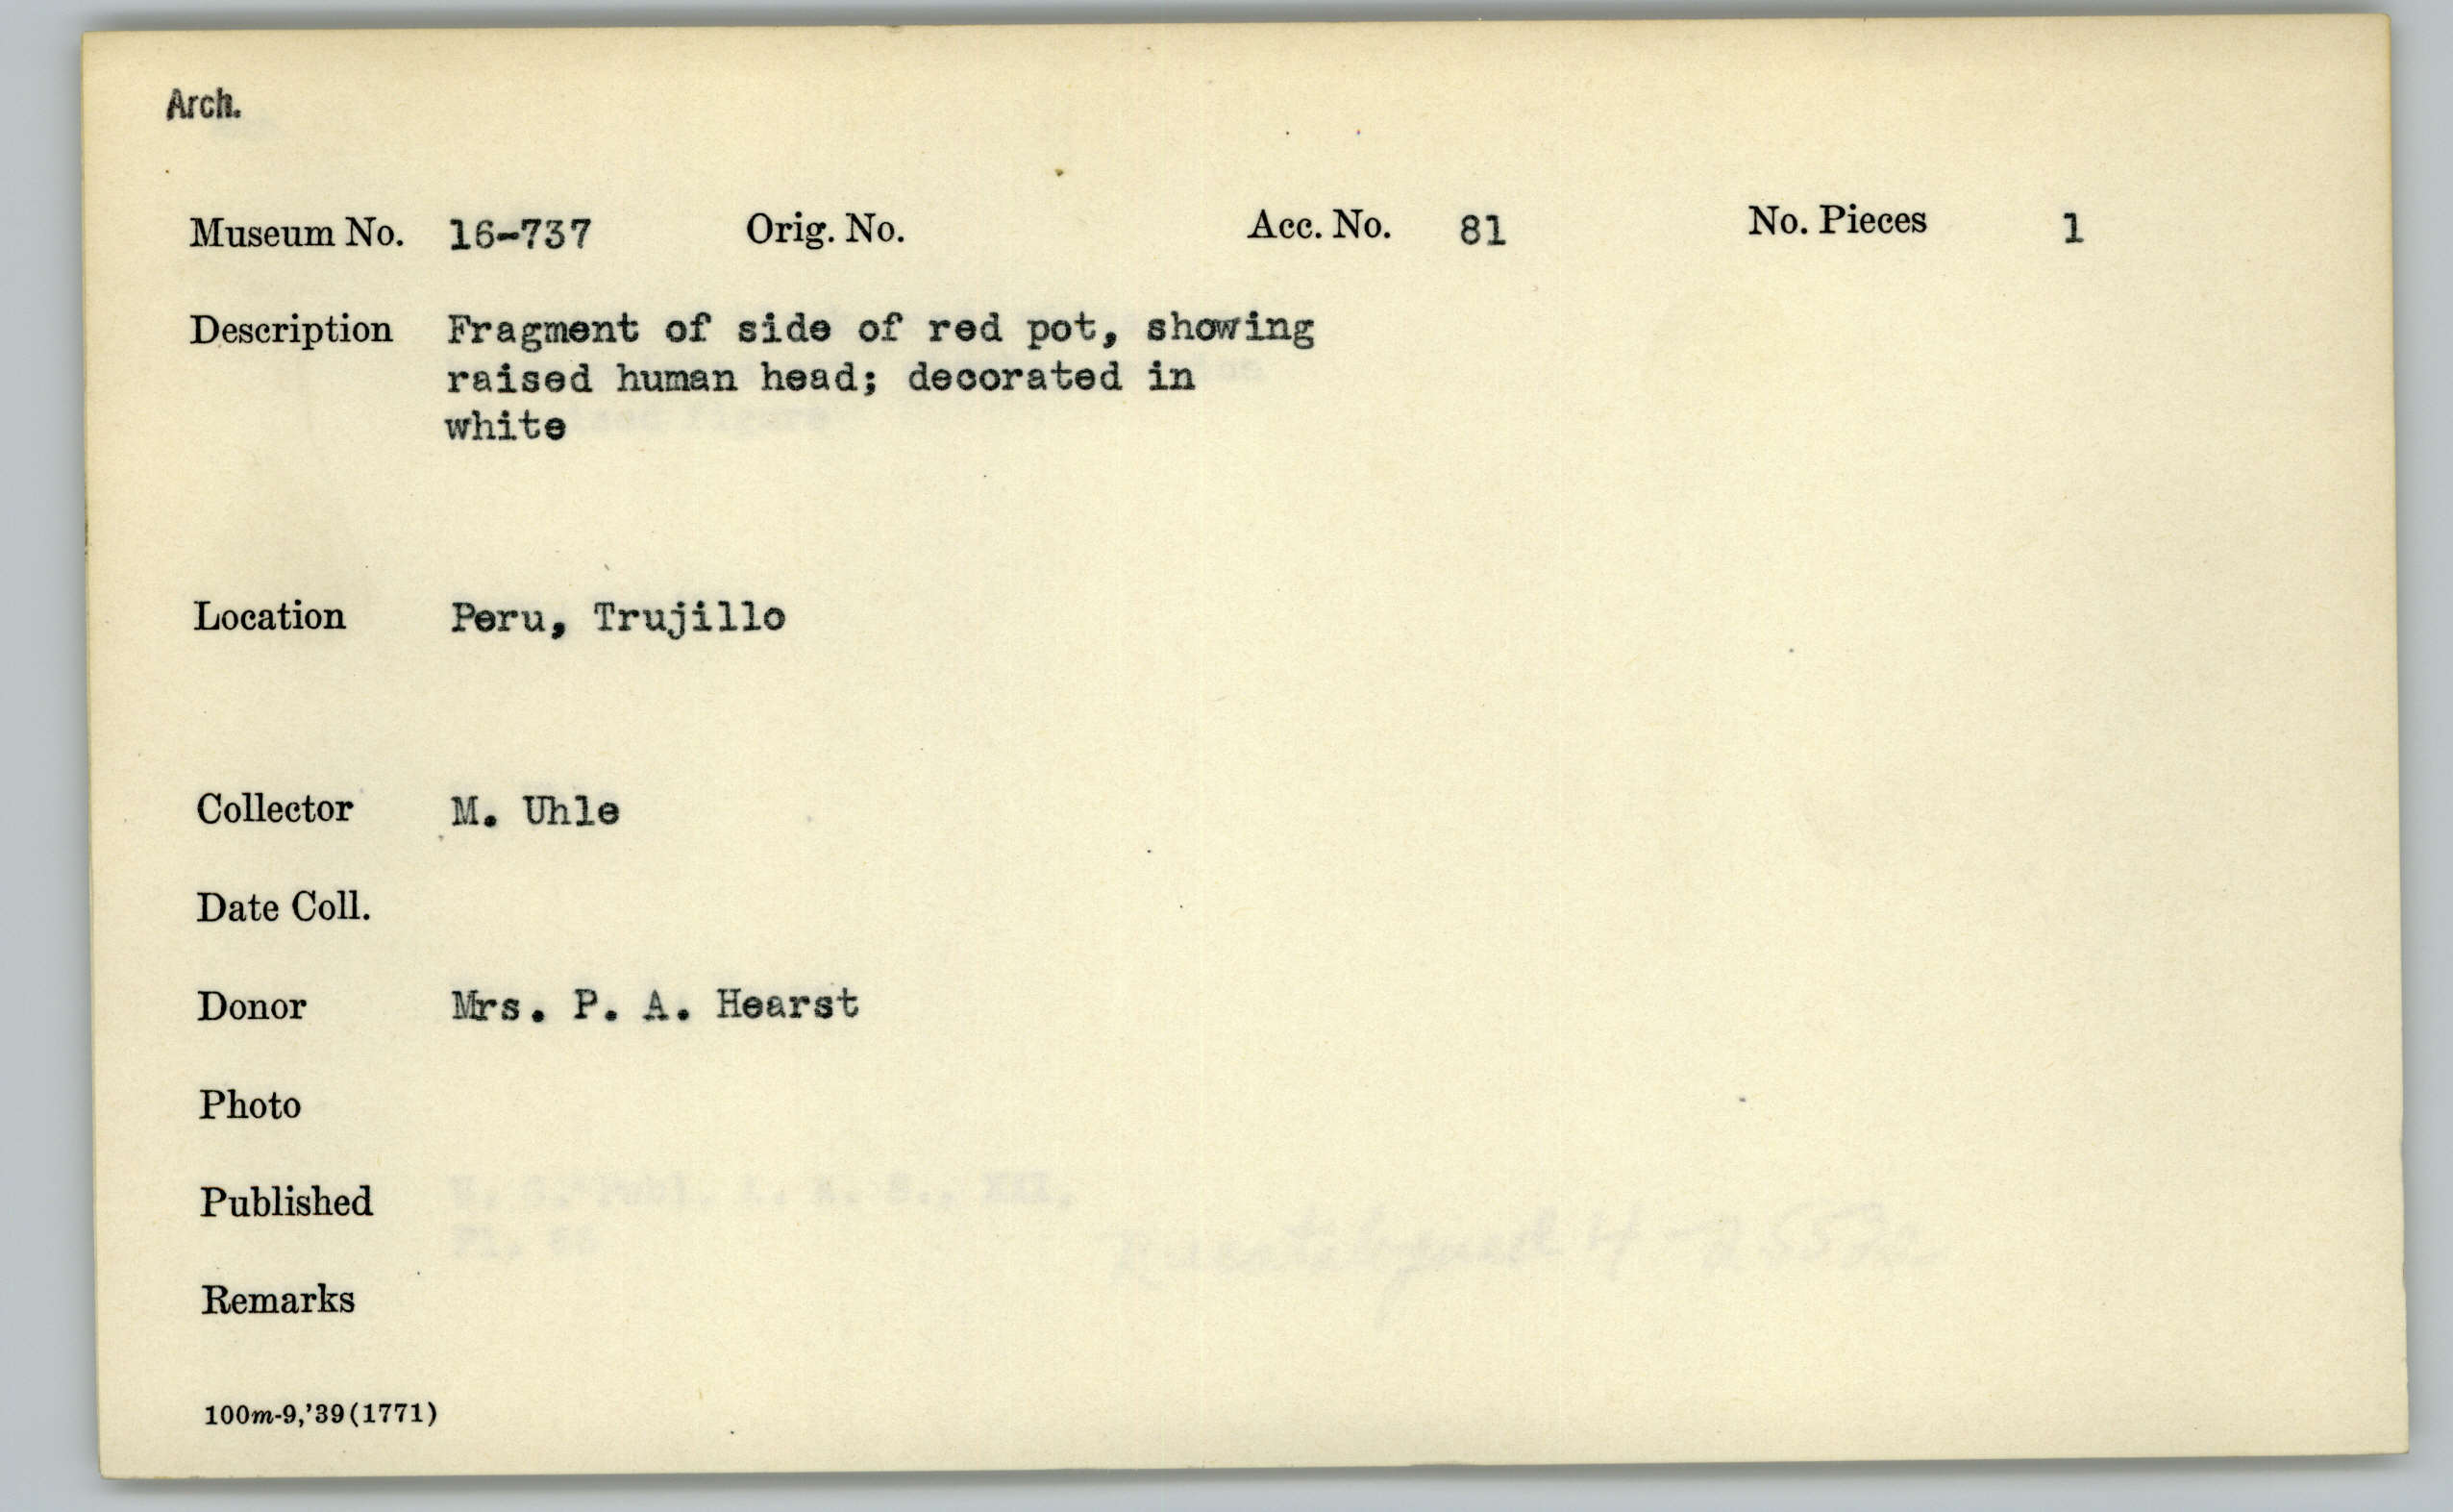 Arch.
Museum No. 16-737 Orig. No. Acc. No. 81 No. Pieces 1
Description Fragment of side of red pot, showing
raised human head; decorated in
white
Location Peru, Trujillo
Collector M. Uhle
Date Coll.
Donor Mrs. P. A. Hearst
Photo
Published
Remarks
100m-9,'39(1771)